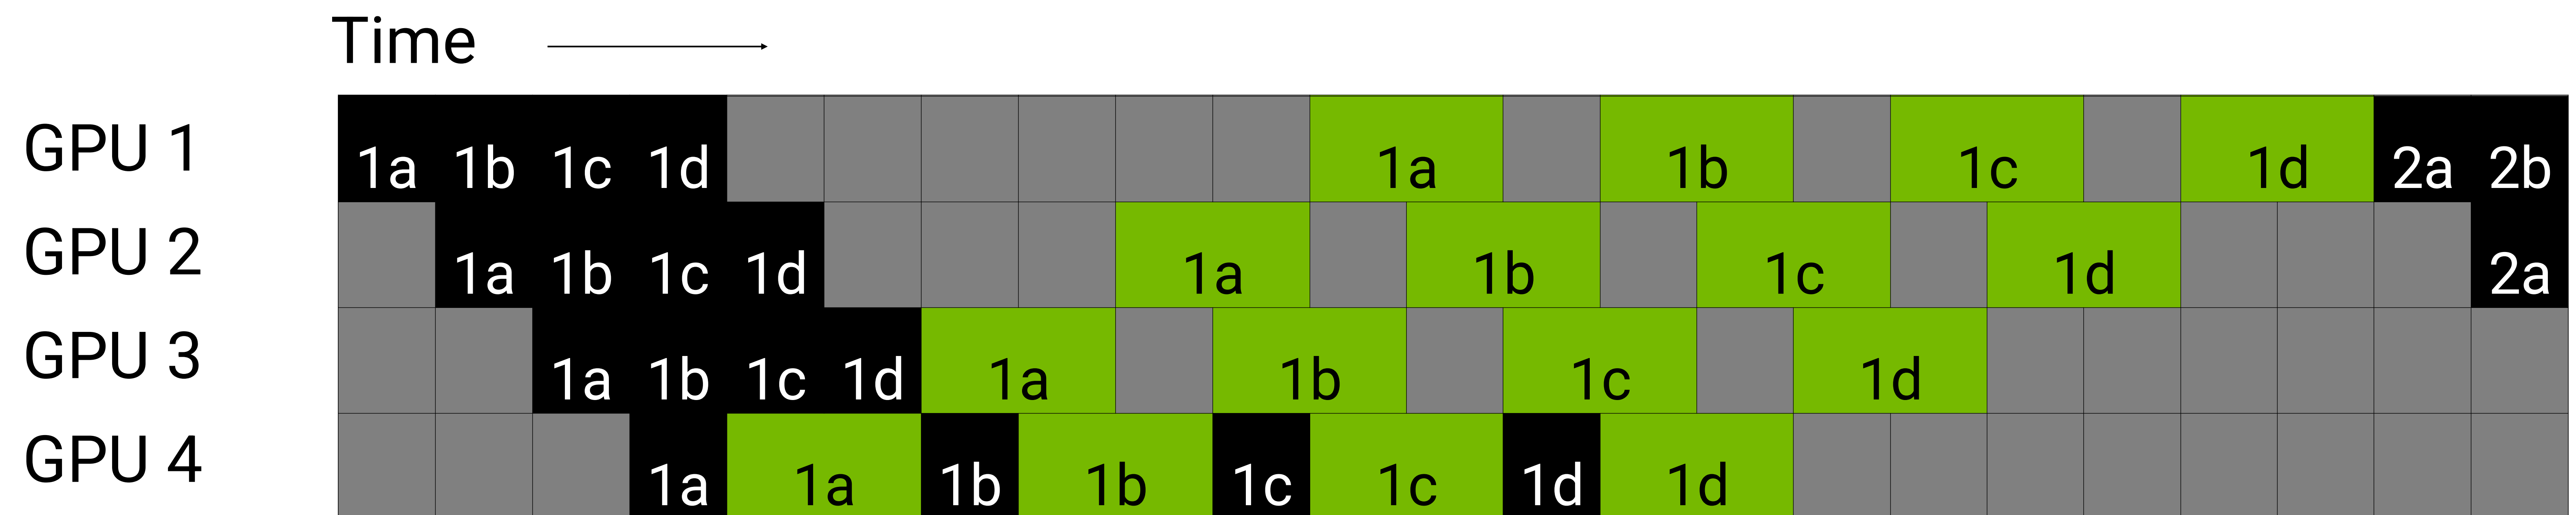 Time
GPU 1 1a 1b 1c 1d 1a 1b 1c 1d 2a 2b
GPU 2 1a 1b 1c 1d 1a 1b 1c 1d 2a
GPU 3 1a 1b 1c 1d 1a 1b 1c 1d
GPU 4 1a 1a 1b 1b 1c 1c 1d 1d